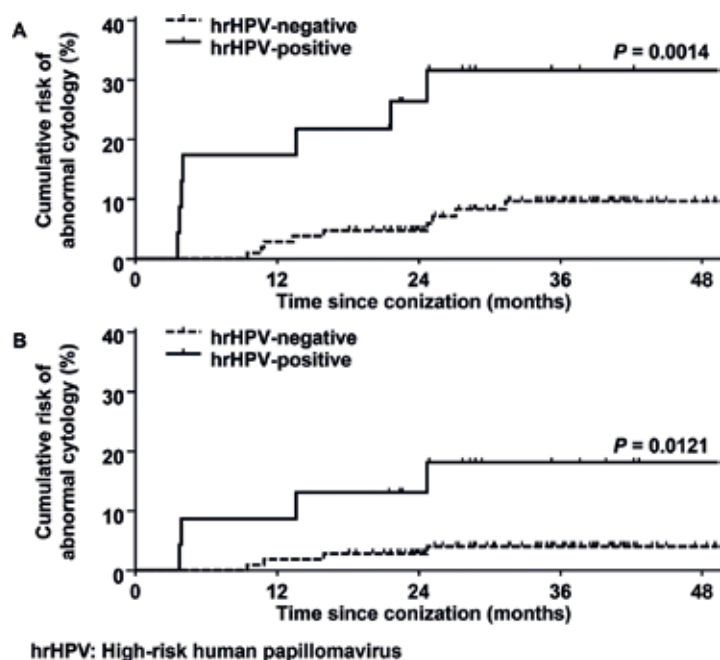 A
hrHPV-negative
hrHPV-positive
P = 0.0014
Cumulative risk of
abnormal cytology (%)
40
30
20
10
0
0 12 24 36 48
Time since conization (months)
B
hrHPV-negative
hrHPV-positive
P = 0.0121
Cumulative risk of
abnormal cytology (%)
40
30
20
10
0
0 12 24 36 48
Time since conization (months)
hrHPV: High-risk human papillomavirus